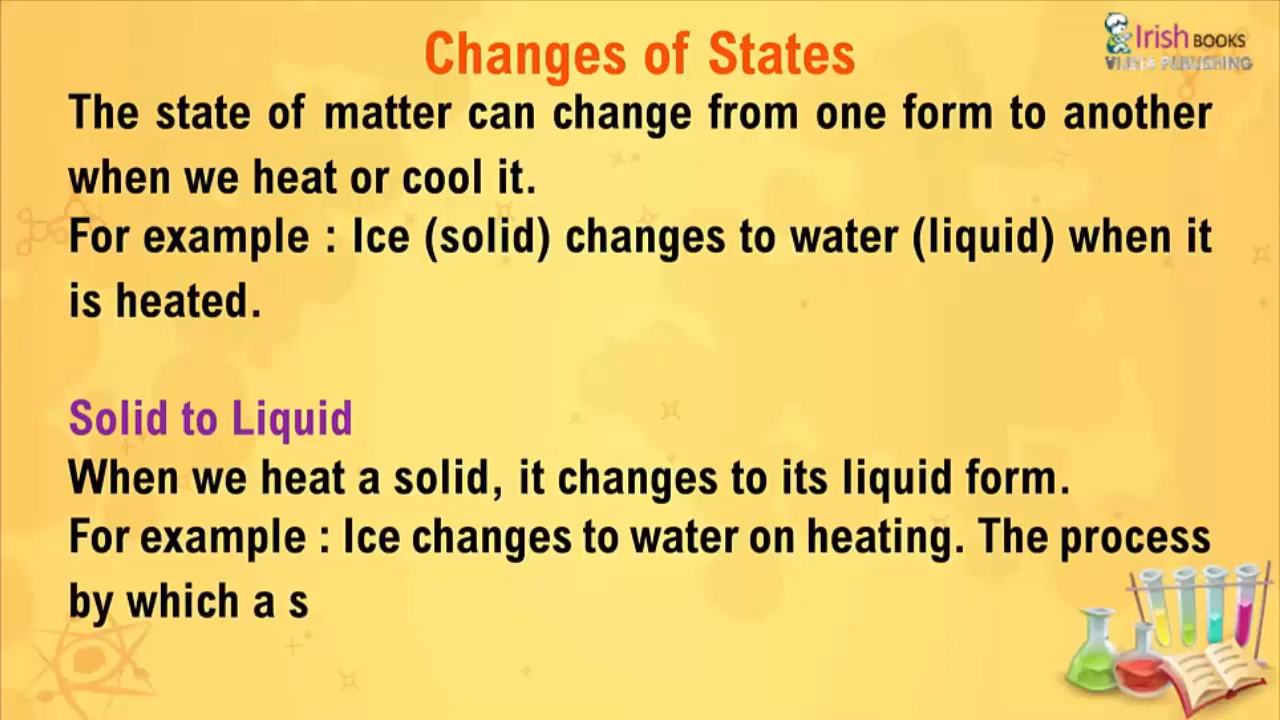 Changes of States
Irish BOOKS
VIJETA PUBLISHING
The state of matter can change from one form to another
when we heat or cool it.
For example : Ice (solid) changes to water (liquid) when it
is heated.
Solid to Liquid
When we heat a solid, it changes to its liquid form.
For example : Ice changes to water on heating. The process
by which a s